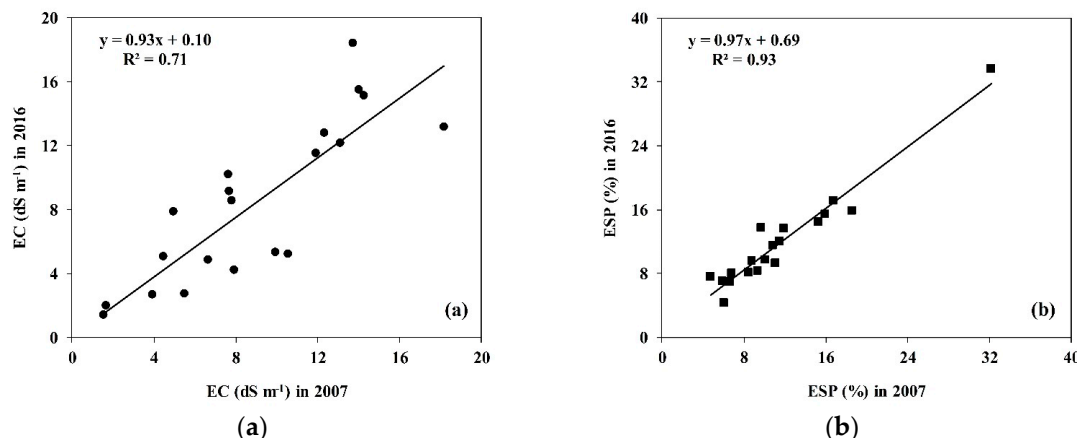 y = 0.93x + 0.10
R² = 0.71
EC (dS m⁻¹) in 2016
20
16
12
8
4
0
0 4 8 12 16 20
EC (dS m⁻¹) in 2007
(a)
(a)
y = 0.97x + 0.69
R² = 0.93
ESP (%) in 2016
40
32
24
16
8
0
0 8 16 24 32 40
ESP (%) in 2007
(b)
(b)